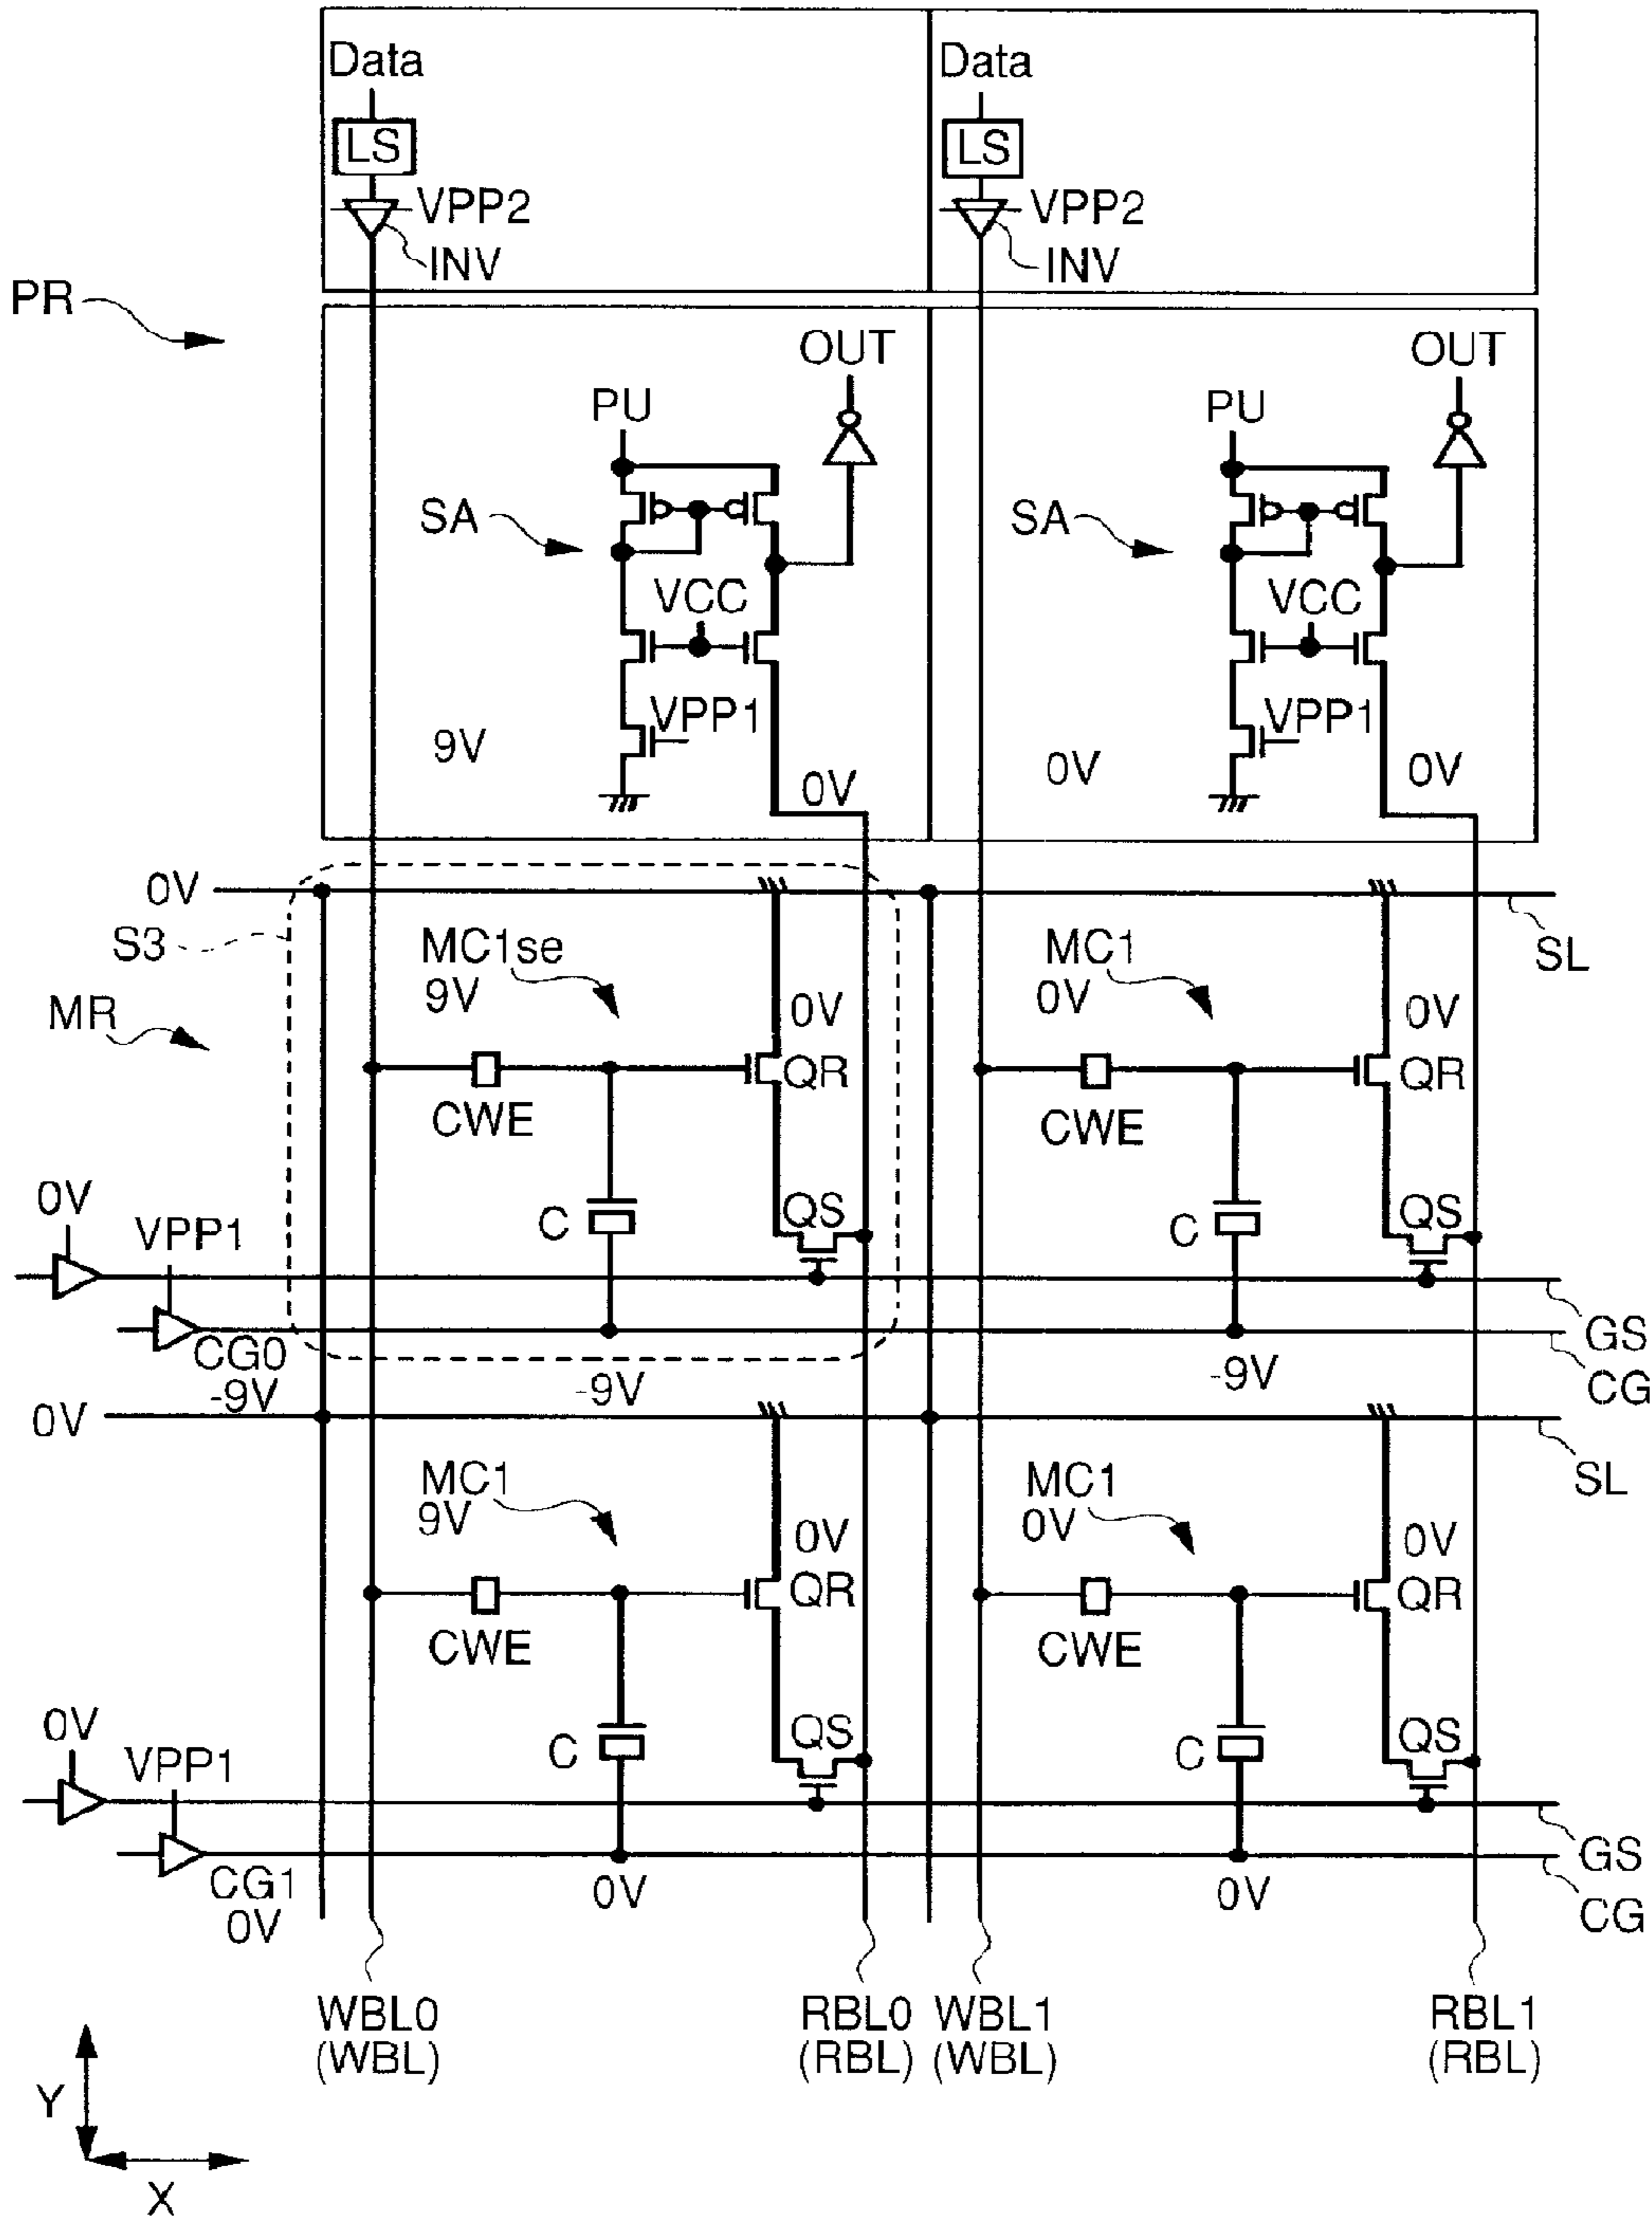 Data
Data
LS
LS
VPP2
VPP2
INV
INV
PR
OUT
OUT
PU
PU
SA
SA
VCC
VCC
VPP1
VPP1
9V
0V
0V
0V
0V
S3
SL
MC1se
9V
MC1
0V
MR
0V
0V
QR
QR
CWE
CWE
0V
QS
QS
C
C
VPP1
GS
CG0
-9V
-9V
-9V
CG
0V
SL
MC1
9V
MC1
0V
0V
0V
QR
QR
CWE
CWE
0V
QS
QS
C
C
VPP1
GS
CG1
0V
0V
0V
CG
WBL0
(WBL)
RBL0
(RBL)
WBL1
(WBL)
RBL1
(RBL)
Y
X